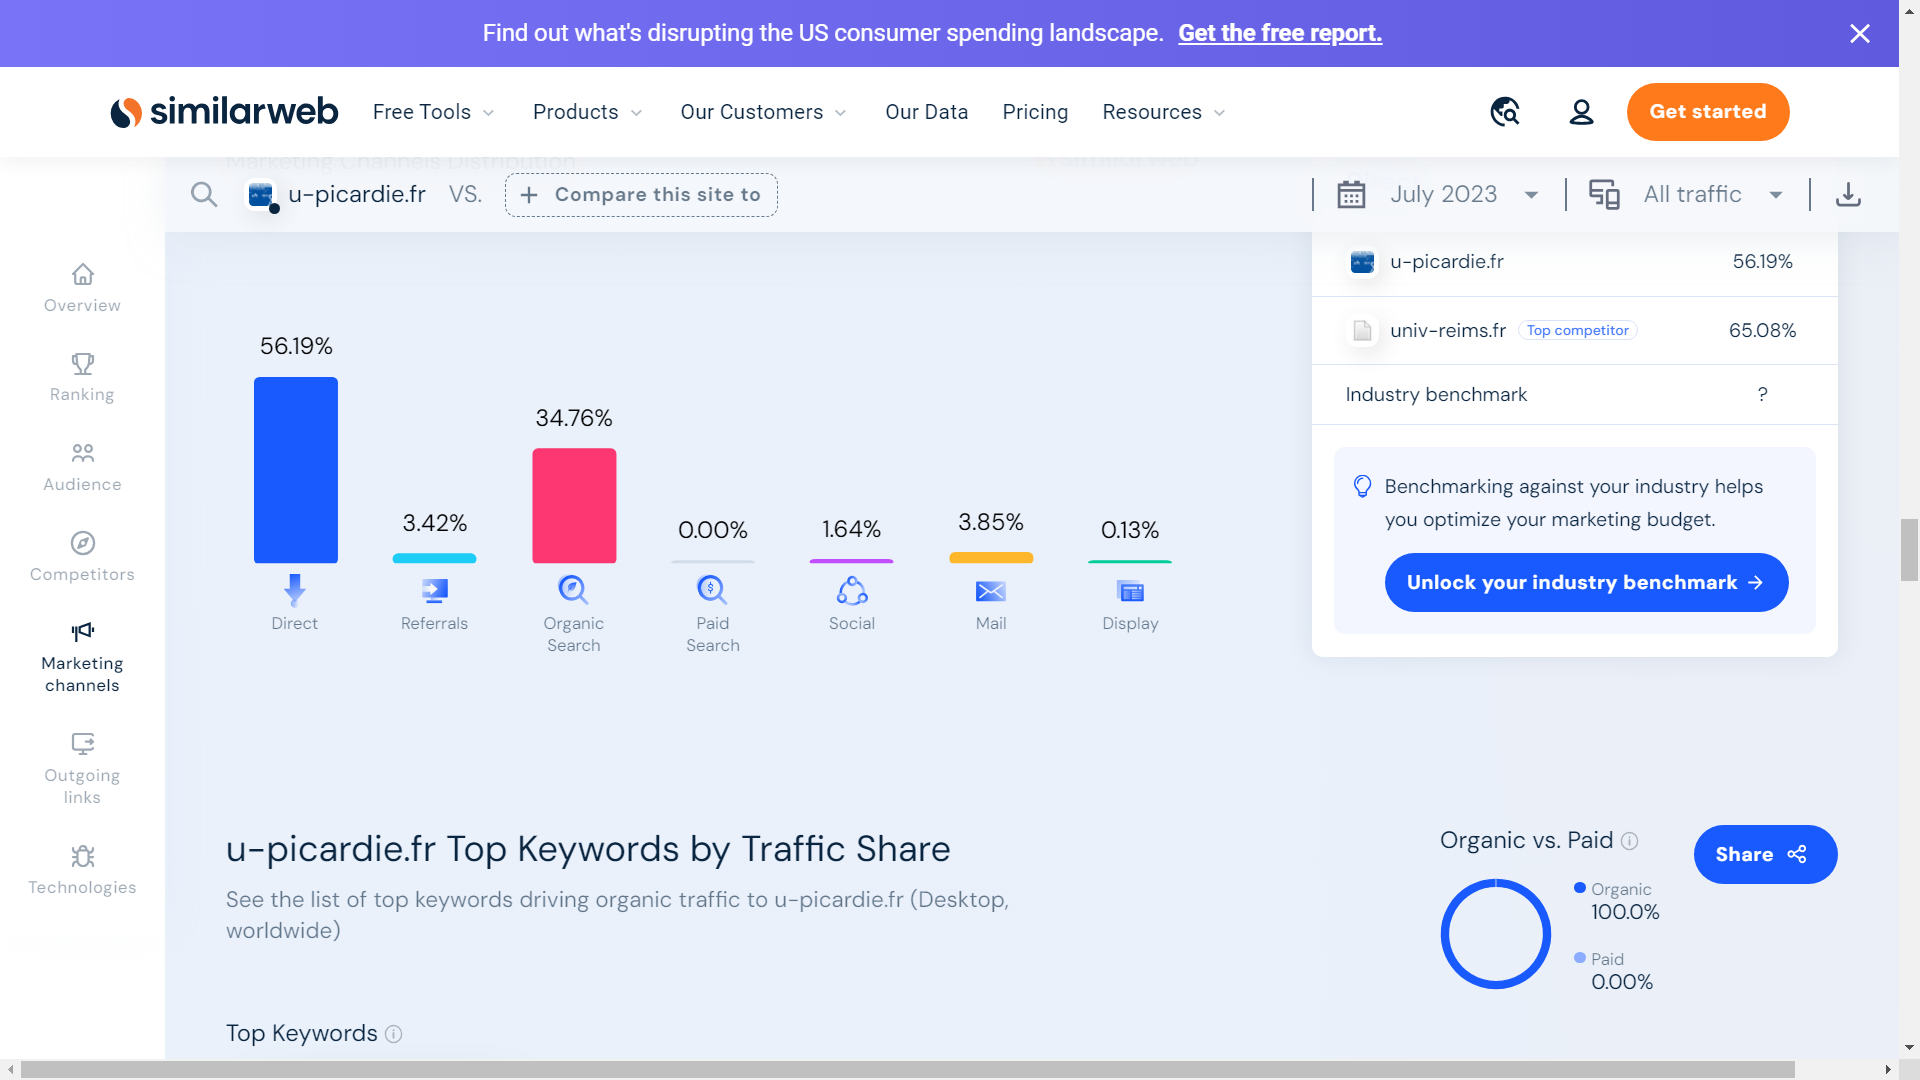 Find out what's disrupting the US consumer spending landscape. Get the free report.
similarweb
Free Tools
Products
Our Customers
Our Data
Pricing
Resources
Get started
Marketing Channels Distribution
u-picardie.fr
VS.
+ Compare this site to
July 2023
All traffic
Overview
Ranking
Audience
Competitors
Marketing
channels
Outgoing
links
Technologies
56.19%
3.42%
34.76%
0.00%
1.64%
3.85%
0.13%
Direct
Referrals
Organic
Search
Paid
Search
Social
Mail
Display
u-picardie.fr 56.19%
univ-reims.fr Top competitor 65.08%
Industry benchmark ?
Benchmarking against your industry helps
you optimize your marketing budget.
Unlock your industry benchmark →
u-picardie.fr Top Keywords by Traffic Share
See the list of top keywords driving organic traffic to u-picardie.fr (Desktop,
worldwide)
Organic vs. Paid
Organic
100.0%
Paid
0.00%
Share
Top Keywords